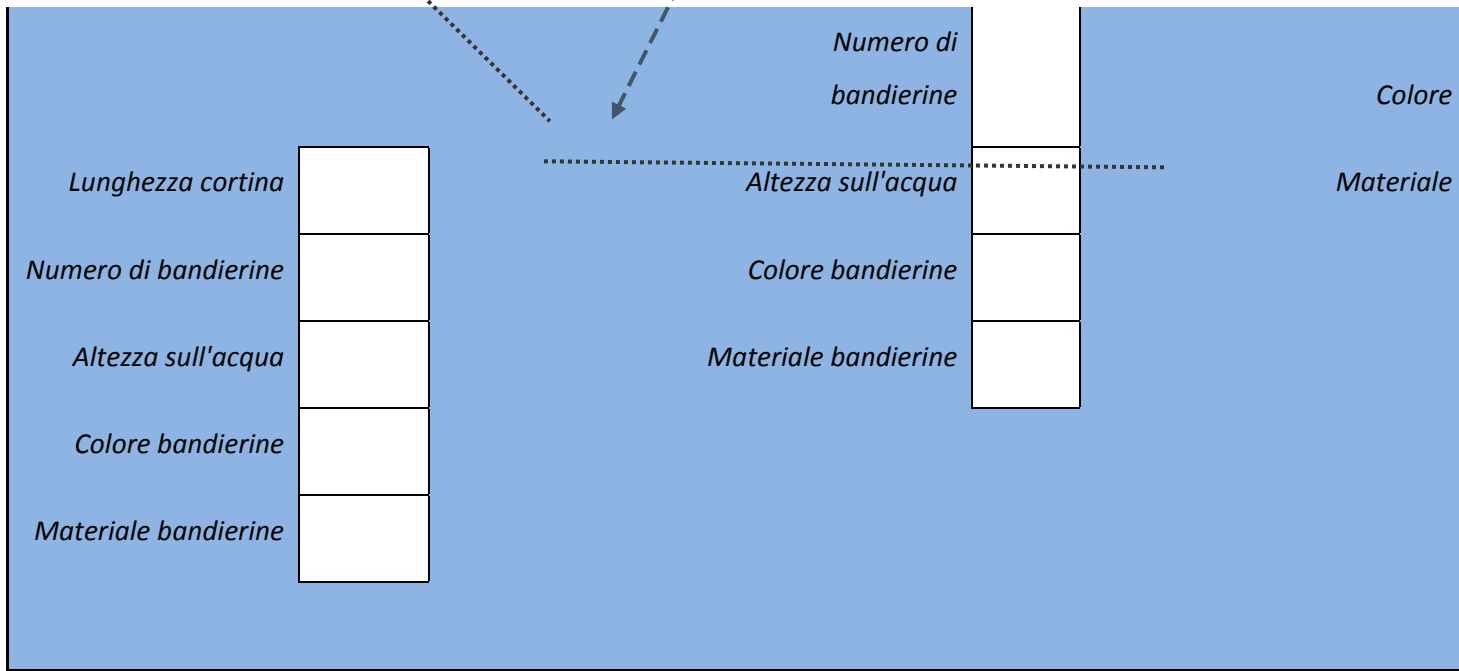 Numero di
bandierine
Colore
Lunghezza cortina
Altezza sull'acqua
Materiale
Numero di bandierine
Colore bandierine
Altezza sull'acqua
Materiale bandierine
Colore bandierine
Materiale bandierine